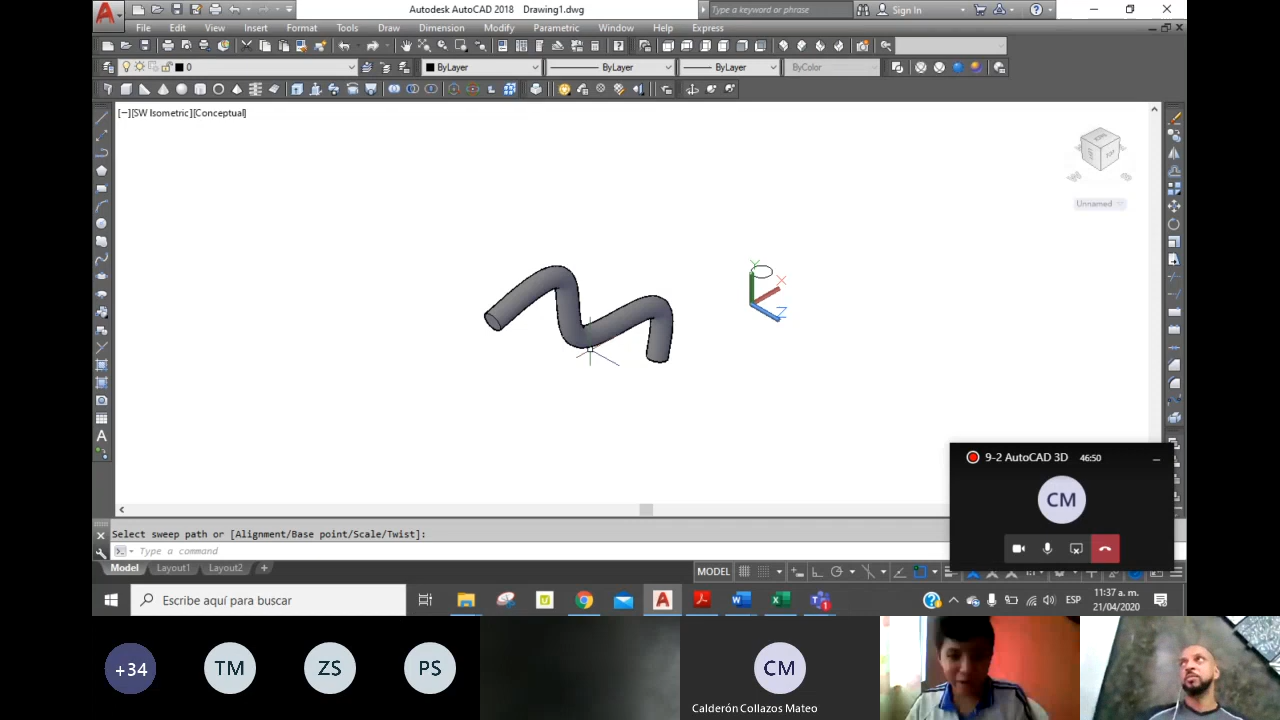 Autodesk AutoCAD 2018 Drawing1.dwg
Type a keyword or phrase
Sign In
File Edit View Insert Format Tools Draw Dimension Modify Parametric Window Help Express
0
ByLayer
ByLayer
ByLayer
ByColor
[−][SW Isometric][Conceptual]
Unnamed
Y
X
Z
9-2 AutoCAD 3D 46:50
CM
Select sweep path or [Alignment/Base point/Scale/Twist]:
Type a command
Model Layout1 Layout2 +
MODEL
Escribe aquí para buscar
ESP
11:37 a. m.
21/04/2020
+34
TM
ZS
PS
CM
Calderón Collazos Mateo